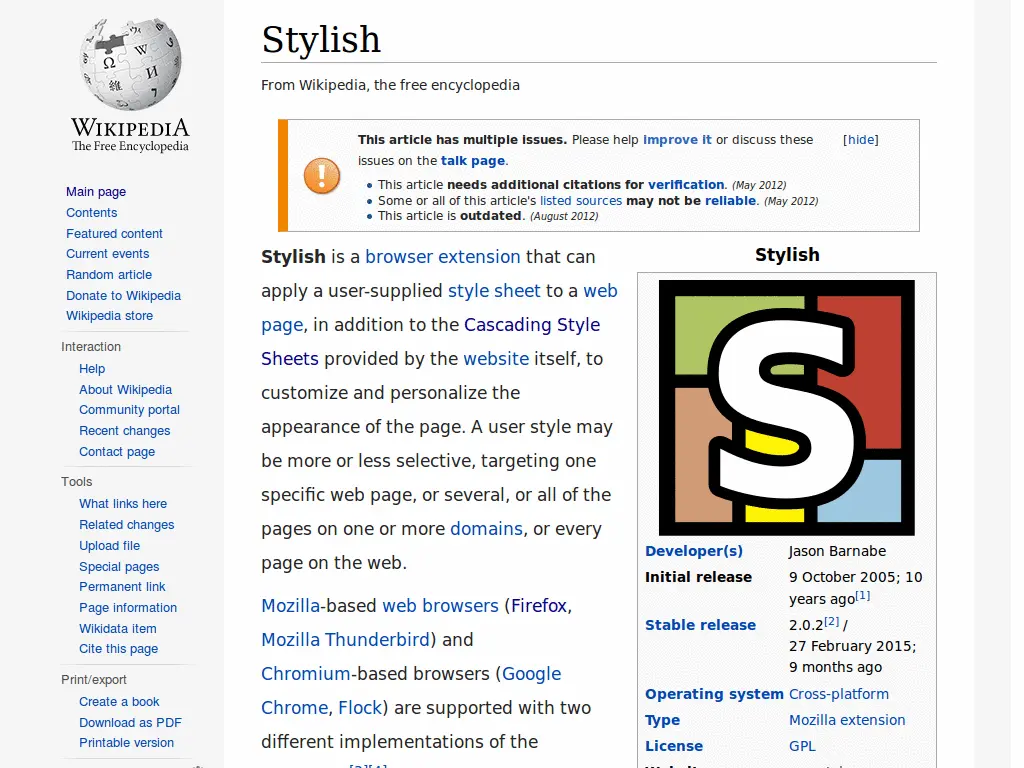 WIKIPEDIA
The Free Encyclopedia
Main page
Contents
Featured content
Current events
Random article
Donate to Wikipedia
Wikipedia store
Interaction
Help
About Wikipedia
Community portal
Recent changes
Contact page
Tools
What links here
Related changes
Upload file
Special pages
Permanent link
Page information
Wikidata item
Cite this page
Print/export
Create a book
Download as PDF
Printable version
Stylish
From Wikipedia, the free encyclopedia
This article has multiple issues. Please help improve it or discuss these [hide]
issues on the talk page.
• This article needs additional citations for verification. (May 2012)
• Some or all of this article's listed sources may not be reliable. (May 2012)
• This article is outdated. (August 2012)
Stylish is a browser extension that can
apply a user-supplied style sheet to a web
page, in addition to the Cascading Style
Sheets provided by the website itself, to
customize and personalize the
appearance of the page. A user style may
be more or less selective, targeting one
specific web page, or several, or all of the
pages on one or more domains, or every
page on the web.
Mozilla-based web browsers (Firefox,
Mozilla Thunderbird) and
Chromium-based browsers (Google
Chrome, Flock) are supported with two
different implementations of the
Stylish
S
Developer(s) Jason Barnabe
Initial release 9 October 2005; 10
years ago[1]
Stable release 2.0.2[2] /
27 February 2015;
9 months ago
Operating system Cross-platform
Type Mozilla extension
License GPL